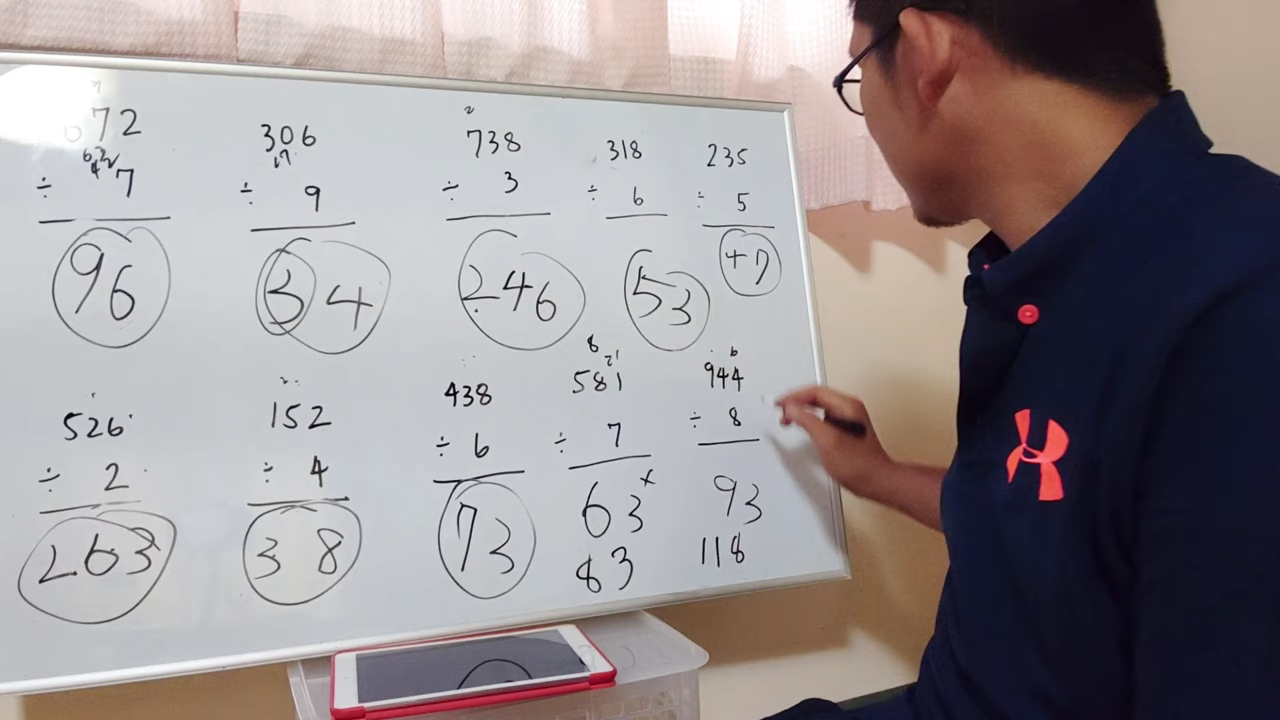 672 306 738 318 235
÷ 7 ÷ 9 ÷ 3 ÷ 6 ÷ 5
96 34 246 53 47
526 152 438 581 944
÷ 2 ÷ 4 ÷ 6 ÷ 7 ÷ 8
263 38 73 63 93
83 118